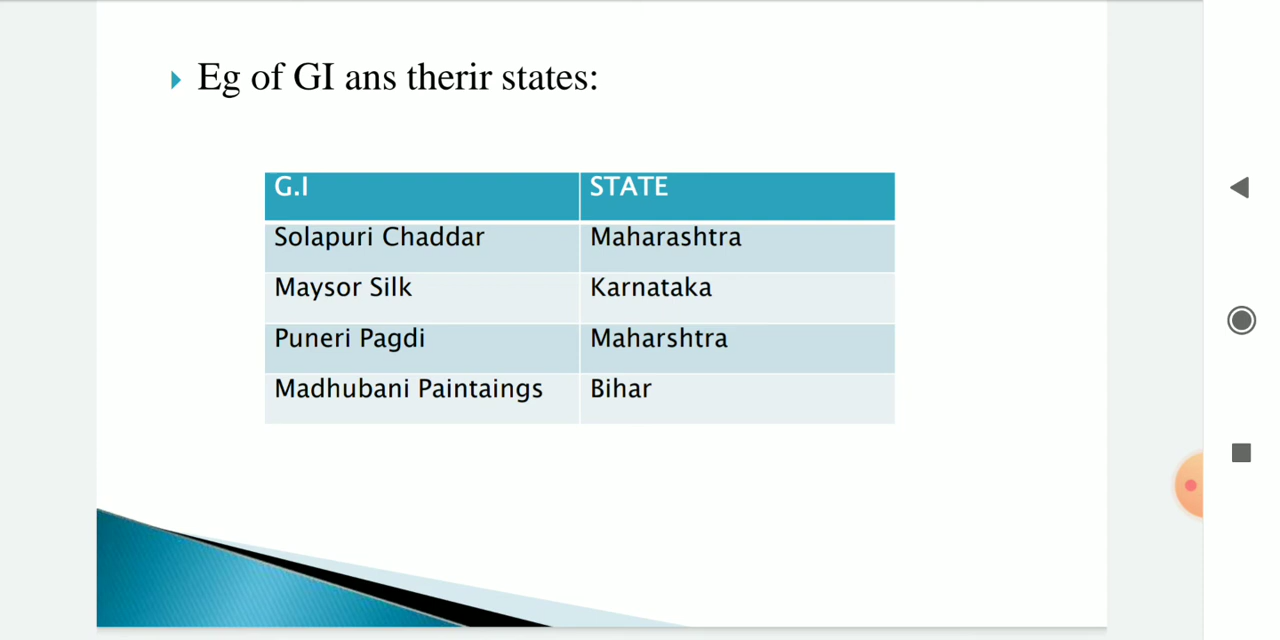 Eg of GI ans therir states:
G.I STATE
Solapuri Chaddar Maharashtra
Maysor Silk Karnataka
Puneri Pagdi Maharshtra
Madhubani Paintaings Bihar